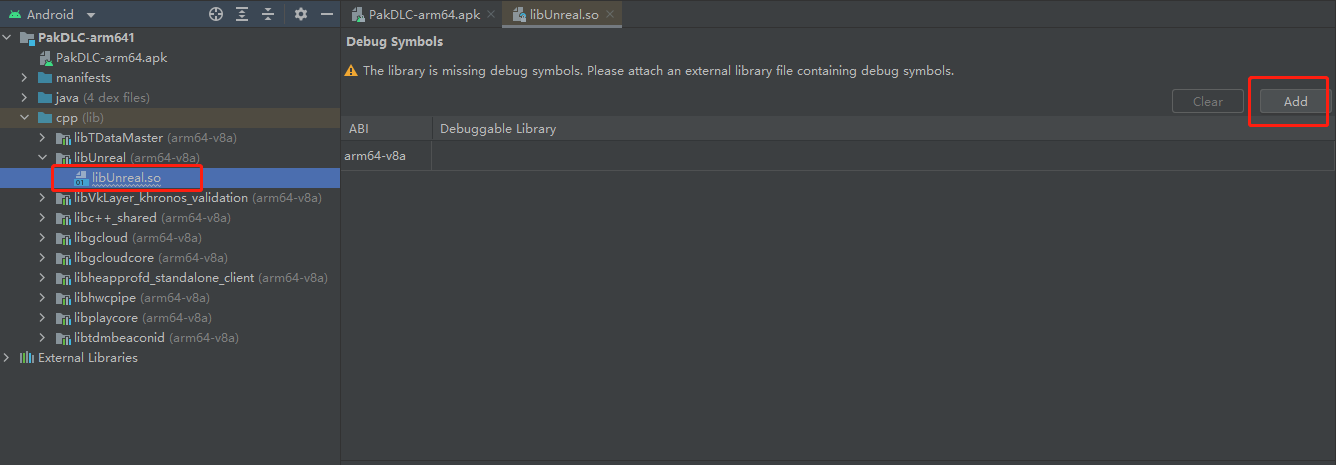 Android
PakDLC-arm641
PakDLC-arm64.apk
manifests
java (4 dex files)
cpp (lib)
libTDataMaster (arm64-v8a)
libUnreal (arm64-v8a)
libUnreal.so
libVkLayer_khronos_validation (arm64-v8a)
libc++_shared (arm64-v8a)
libgcloud (arm64-v8a)
libgcloudcore (arm64-v8a)
libheapprofd_standalone_client (arm64-v8a)
libhwcpipe (arm64-v8a)
libplaycore (arm64-v8a)
libtdmbeaconid (arm64-v8a)
External Libraries
PakDLC-arm64.apk libUnreal.so
Debug Symbols
The library is missing debug symbols. Please attach an external library file containing debug symbols.
Clear Add
ABI Debuggable Library
arm64-v8a